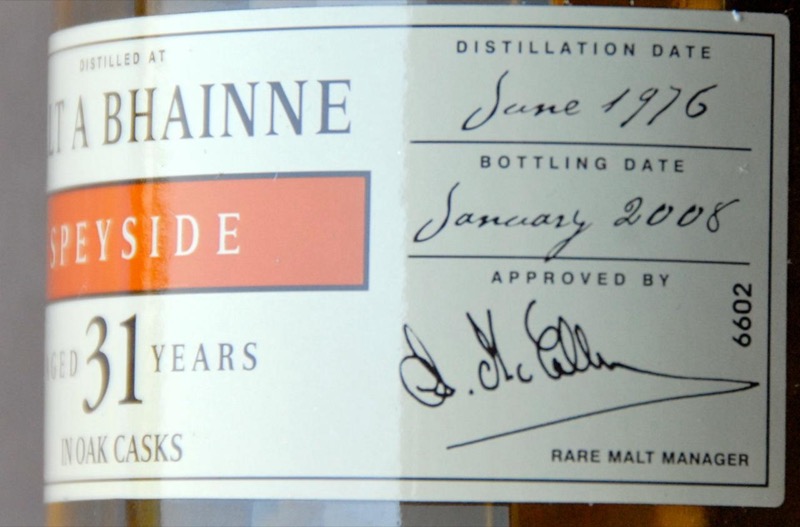 DISTILLED AT
LT A BHAINNE
SPEYSIDE
AGED 31 YEARS
IN OAK CASKS
DISTILLATION DATE
June 1976
BOTTLING DATE
January 2008
APPROVED BY
6602
RARE MALT MANAGER